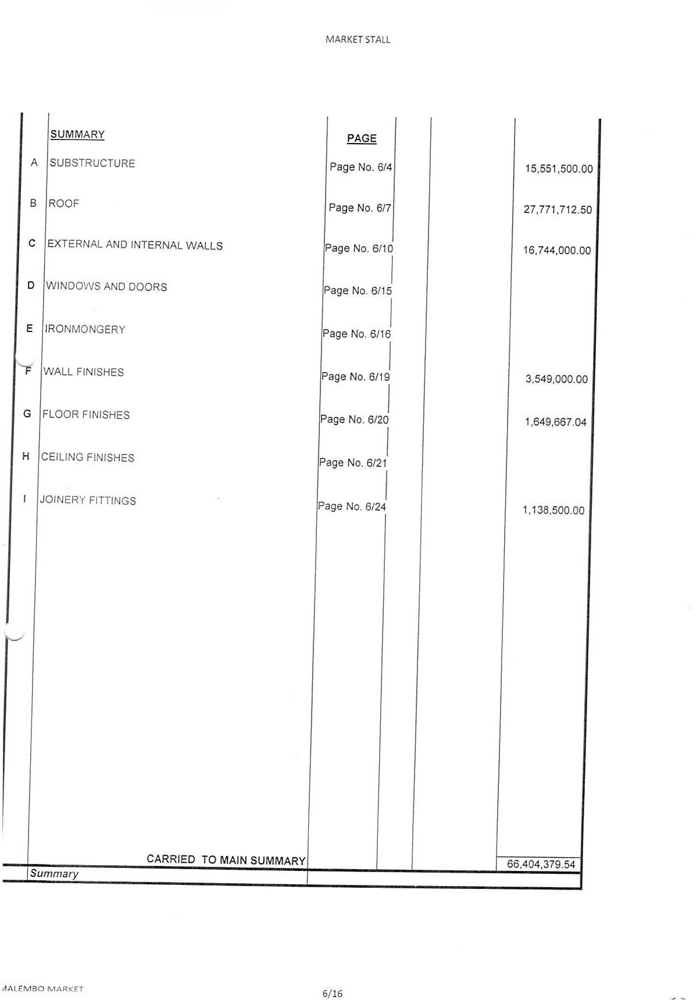 MARKET STALL
SUMMARY PAGE
A SUBSTRUCTURE Page No. 6/4 15,551,500.00
B ROOF Page No. 6/7 27,771,712.50
C EXTERNAL AND INTERNAL WALLS Page No. 6/10 16,744,000.00
D WINDOWS AND DOORS Page No. 6/15
E IRONMONGERY Page No. 6/16
F WALL FINISHES Page No. 6/19 3,549,000.00
G FLOOR FINISHES Page No. 6/20 1,649,667.04
H CEILING FINISHES Page No. 6/21
I JOINERY FITTINGS Page No. 6/24 1,138,500.00
CARRIED TO MAIN SUMMARY 66,404,379.54
Summary
MARKET
6/16